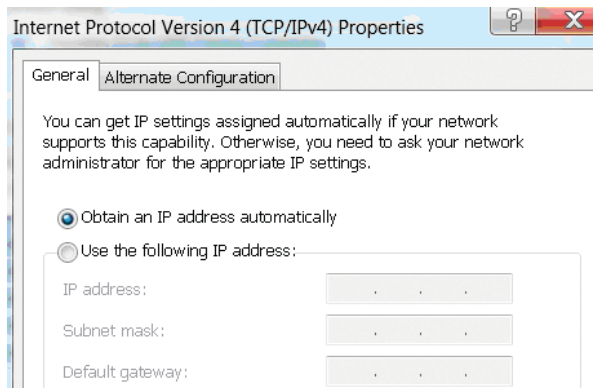 Internet Protocol Version 4 (TCP/IPv4) Properties
? X
General Alternate Configuration
You can get IP settings assigned automatically if your network
supports this capability. Otherwise, you need to ask your network
administrator for the appropriate IP settings.
Obtain an IP address automatically
Use the following IP address:
IP address: . . .
Subnet mask: . . .
Default gateway: . . .